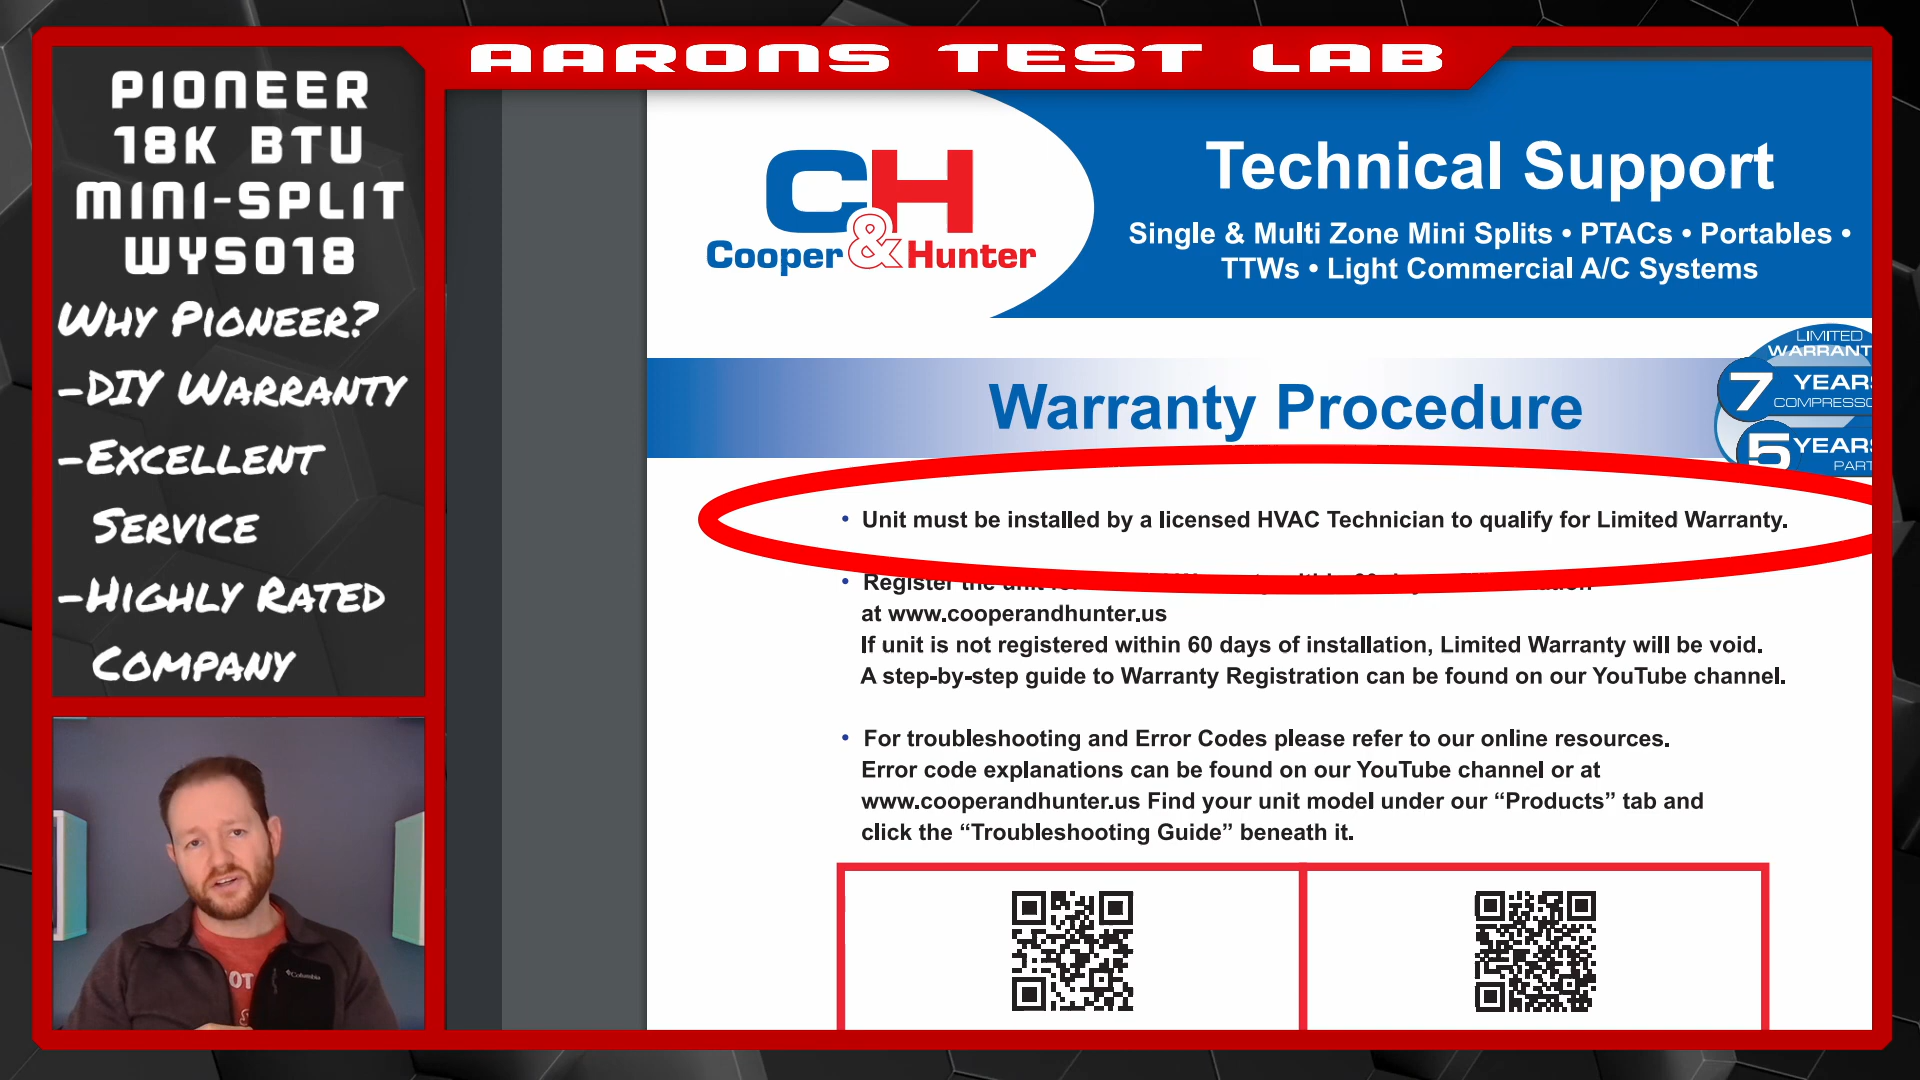 AARONS TEST LAB
PIONEER
18K BTU
MINI-SPLIT
WYS018
WHY PIONEER?
-DIY WARRANTY
-EXCELLENT
SERVICE
-HIGHLY RATED
COMPANY
CH
Cooper & Hunter
Technical Support
Single & Multi Zone Mini Splits • PTACs • Portables •
TTWs • Light Commercial A/C Systems
LIMITED
WARRANT
7 YEARS
COMPRESSO
5 YEARS
PART
Warranty Procedure
• Unit must be installed by a licensed HVAC Technician to qualify for Limited Warranty.
• Register the unit
at www.cooperandhunter.us
If unit is not registered within 60 days of installation, Limited Warranty will be void.
A step-by-step guide to Warranty Registration can be found on our YouTube channel.
• For troubleshooting and Error Codes please refer to our online resources.
Error code explanations can be found on our YouTube channel or at
www.cooperandhunter.us Find your unit model under our “Products” tab and
click the “Troubleshooting Guide” beneath it.
Columbia
OT